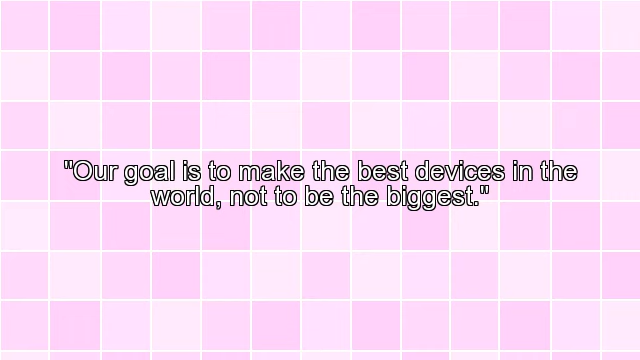 "Our goal is to make the best devices in the
world, not to be the biggest."